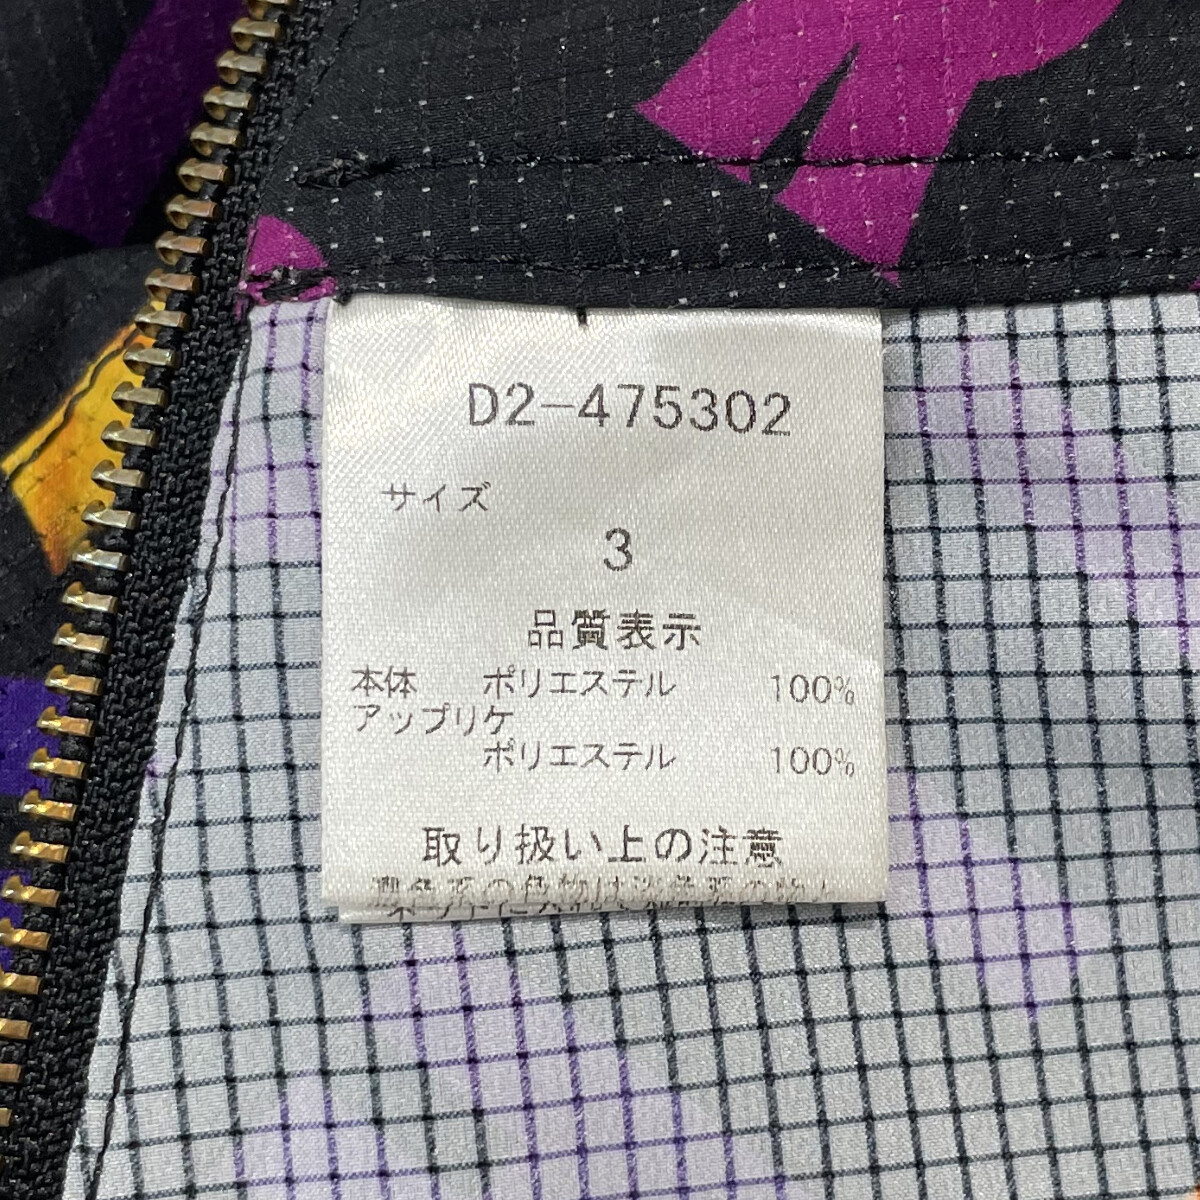 D2-475302
サイズ
3
品質表示
本体 ポリエステル 100%
アップリケ
ポリエステル 100%
取り扱い上の注意